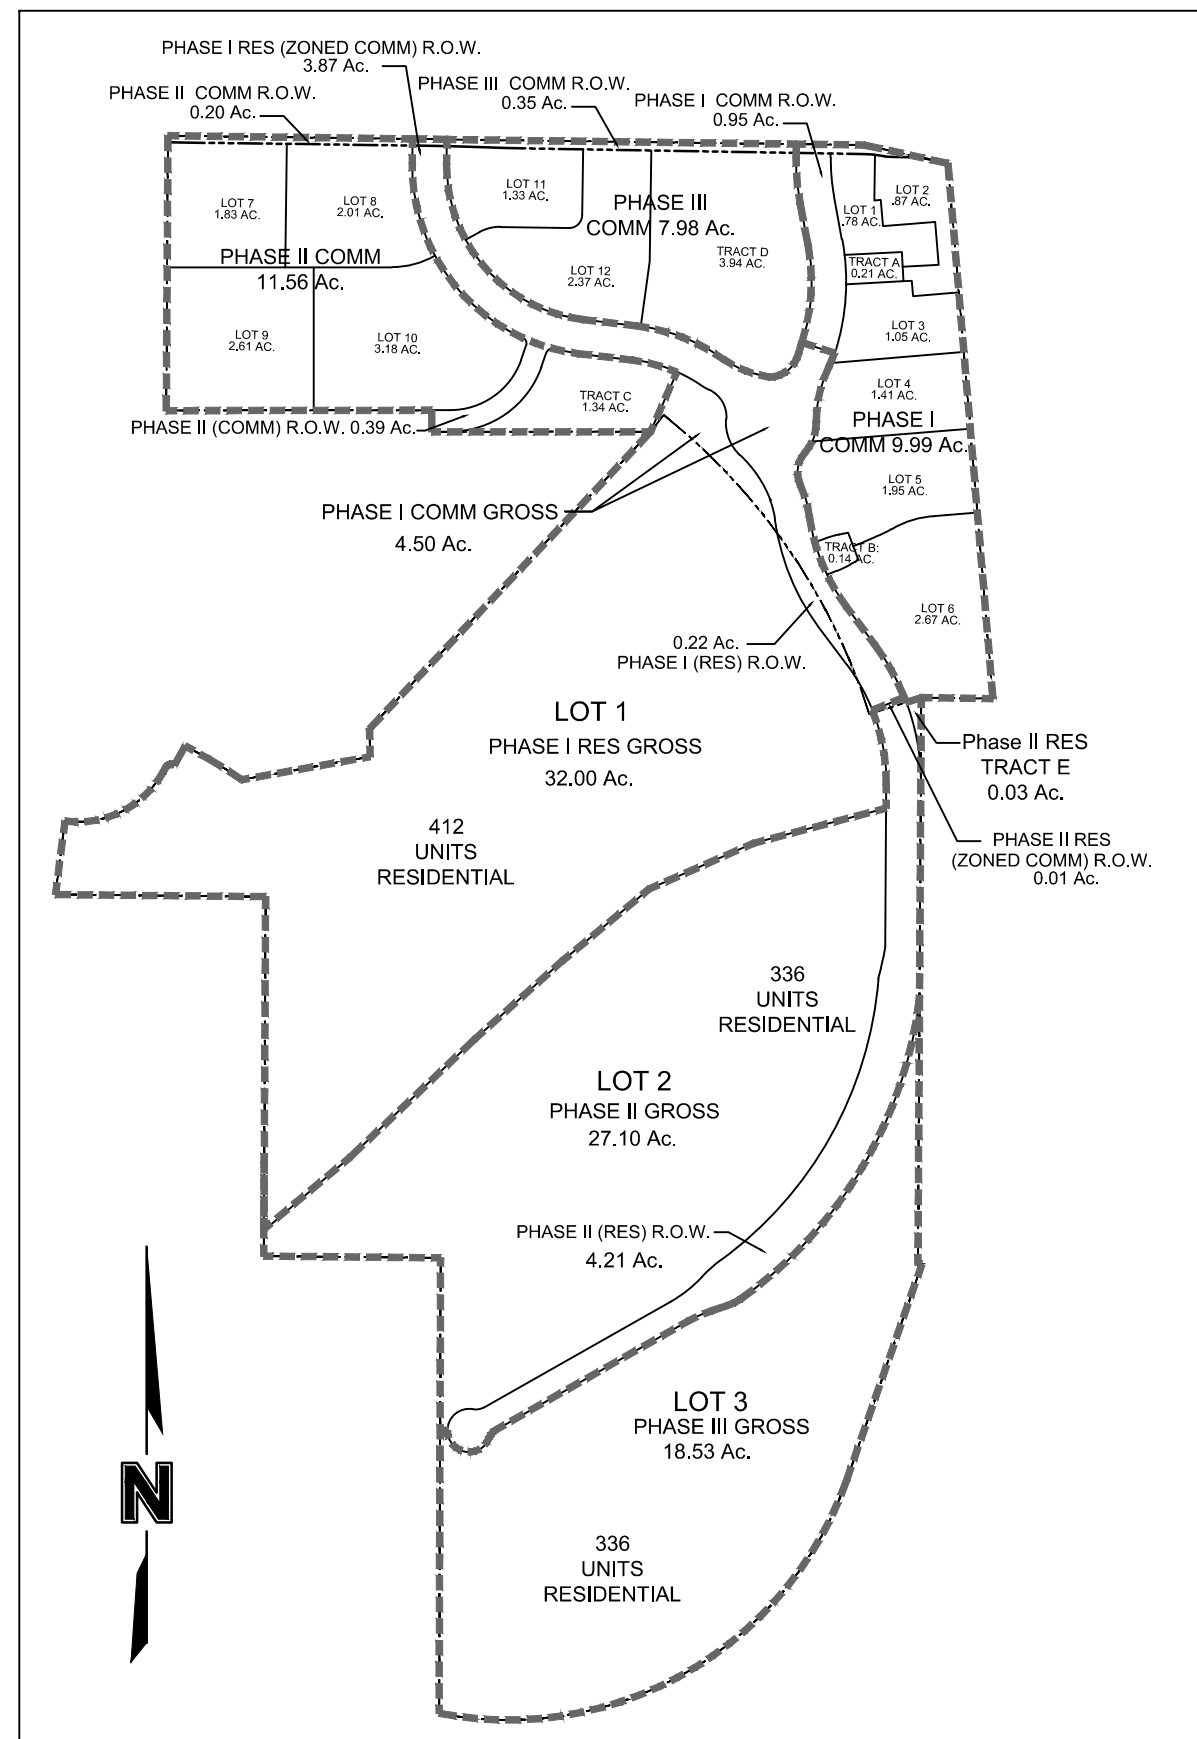 PHASE I RES (ZONED COMM) R.O.W.
3.87 Ac.
PHASE II COMM R.O.W.
0.20 Ac.
PHASE III COMM R.O.W.
0.35 Ac.
PHASE I COMM R.O.W.
0.95 Ac.
LOT 7
1.83 AC.
LOT 8
2.01 AC.
PHASE II COMM
11.56 Ac.
LOT 9
2.61 AC.
LOT 10
3.18 AC.
LOT 11
1.33 AC.
PHASE III
COMM 7.98 Ac.
LOT 12
2.37 AC.
TRACT D
3.94 AC.
LOT 1
.78 AC.
LOT 2
.87 AC.
TRACT A
0.21 AC.
LOT 3
1.05 AC.
LOT 4
1.41 AC.
PHASE I
COMM 9.99 Ac.
LOT 5
1.95 AC.
TRACT B:
0.14 AC.
LOT 6
2.67 AC.
TRACT C
1.34 AC.
PHASE II (COMM) R.O.W. 0.39 Ac.
PHASE I COMM GROSS
4.50 Ac.
0.22 Ac.
PHASE I (RES) R.O.W.
LOT 1
PHASE I RES GROSS
32.00 Ac.
412
UNITS
RESIDENTIAL
Phase II RES
TRACT E
0.03 Ac.
PHASE II RES
(ZONED COMM) R.O.W.
0.01 Ac.
336
UNITS
RESIDENTIAL
LOT 2
PHASE II GROSS
27.10 Ac.
PHASE II (RES) R.O.W.
4.21 Ac.
LOT 3
PHASE III GROSS
18.53 Ac.
336
UNITS
RESIDENTIAL
N